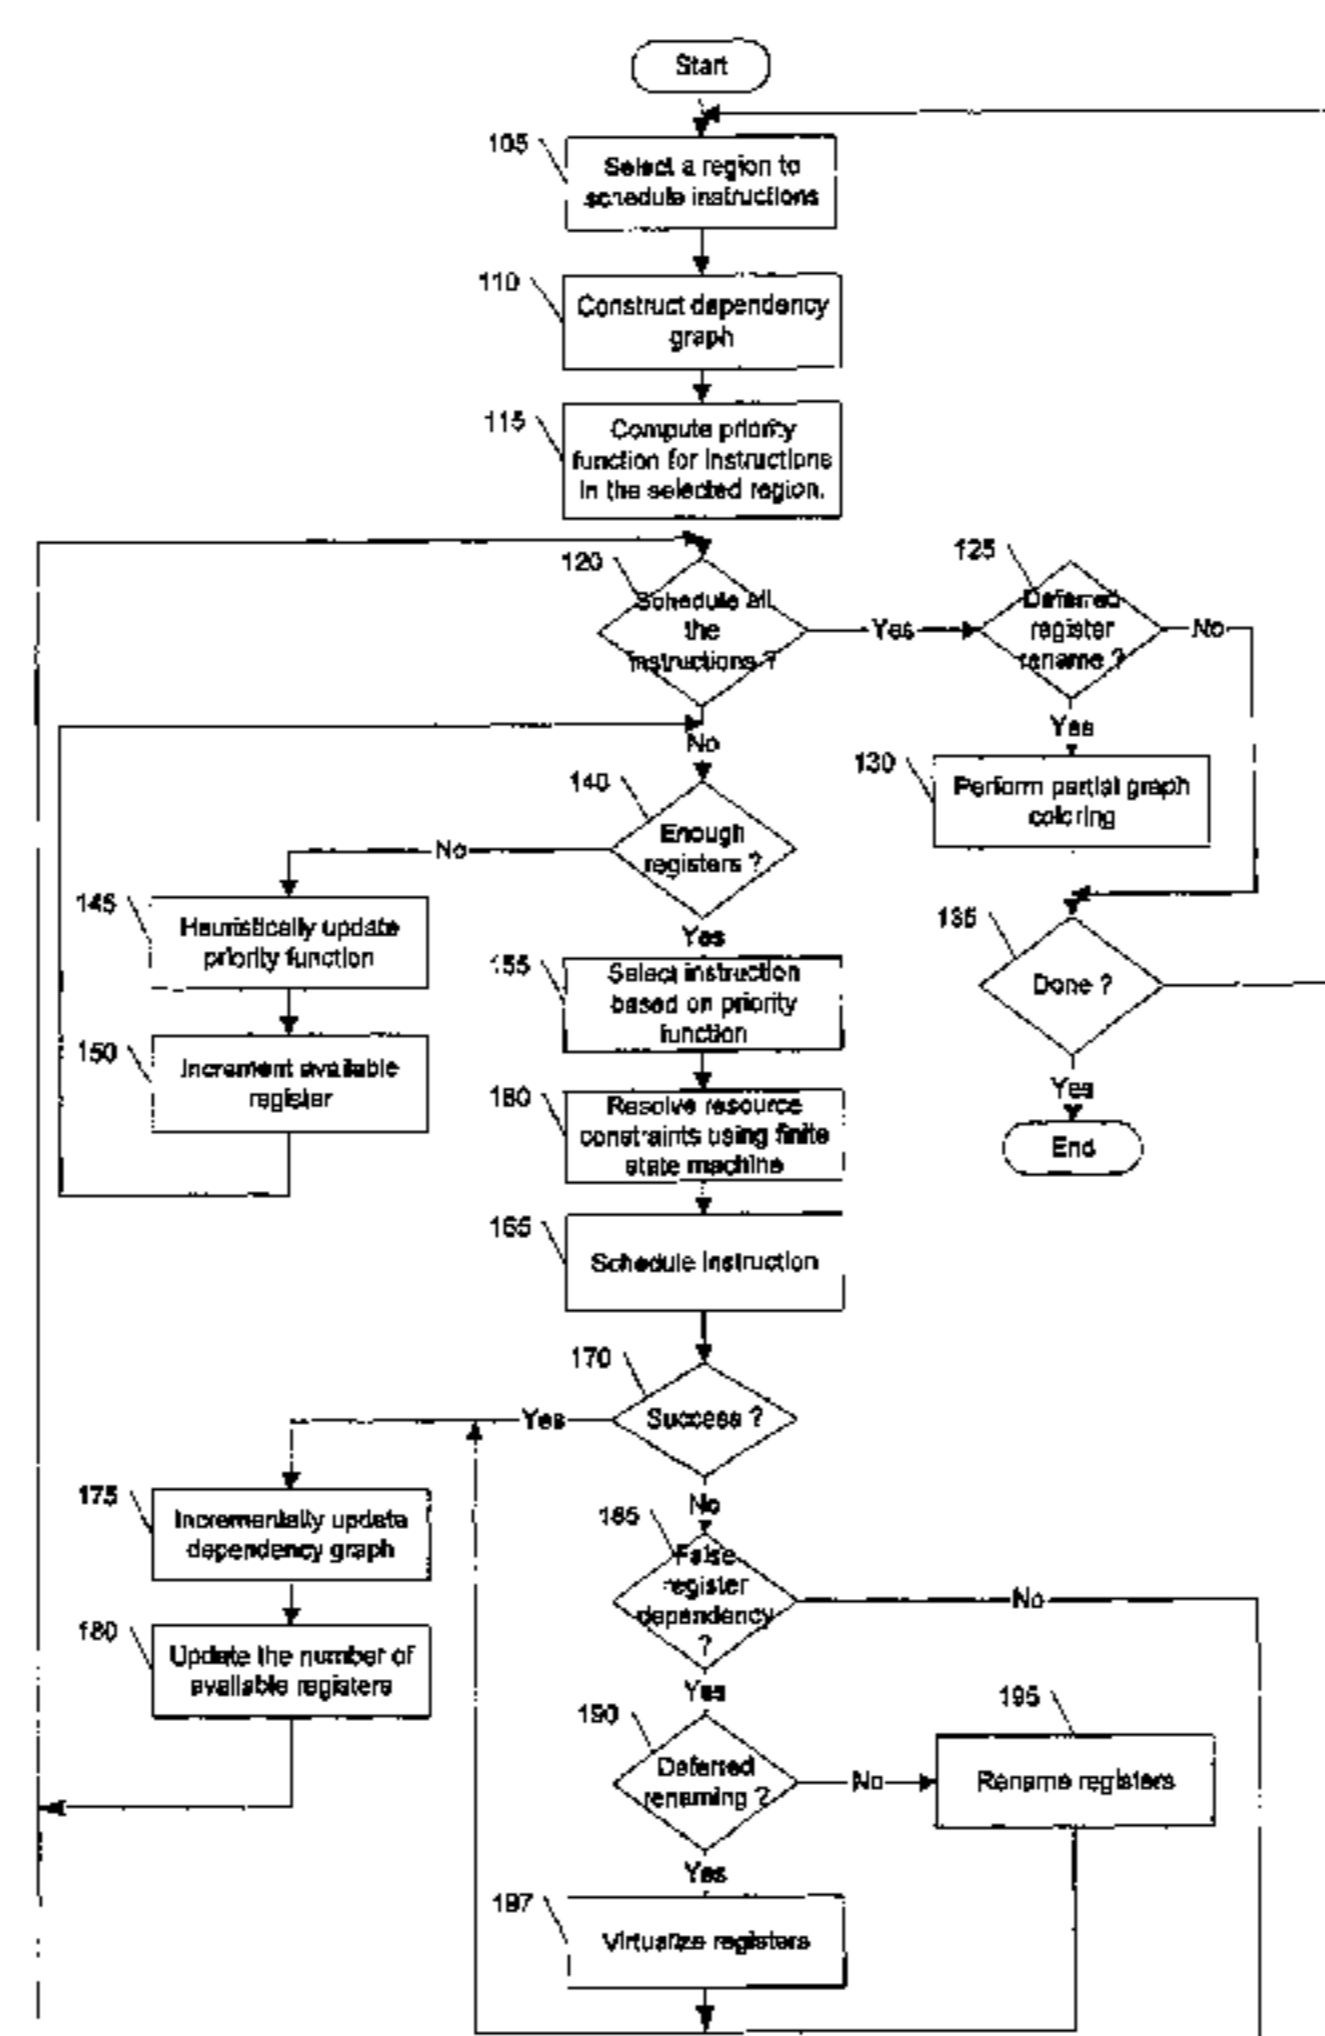 Start
105
Select a region to
schedule instructions
110
Construct dependency
graph
115
Compute priority
function for instructions
in the selected region.
120
Schedule all
the
instructions ?
Yes
125
Deferred
register
rename ?
No
Yes
No
130
Perform partial graph
coloring
140
Enough
registers ?
No
145
Heuristically update
priority function
Yes
135
Done ?
155
Select instruction
based on priority
function
150
Increment available
register
Yes
End
160
Resolve resource
constraints using finite
state machine
165
Schedule instruction
170
Success ?
Yes
175
Incrementally update
dependency graph
No
185
False
register
dependency
?
No
180
Update the number of
available registers
Yes
190
Deferred
renaming ?
No
195
Rename registers
Yes
197
Virtualize registers